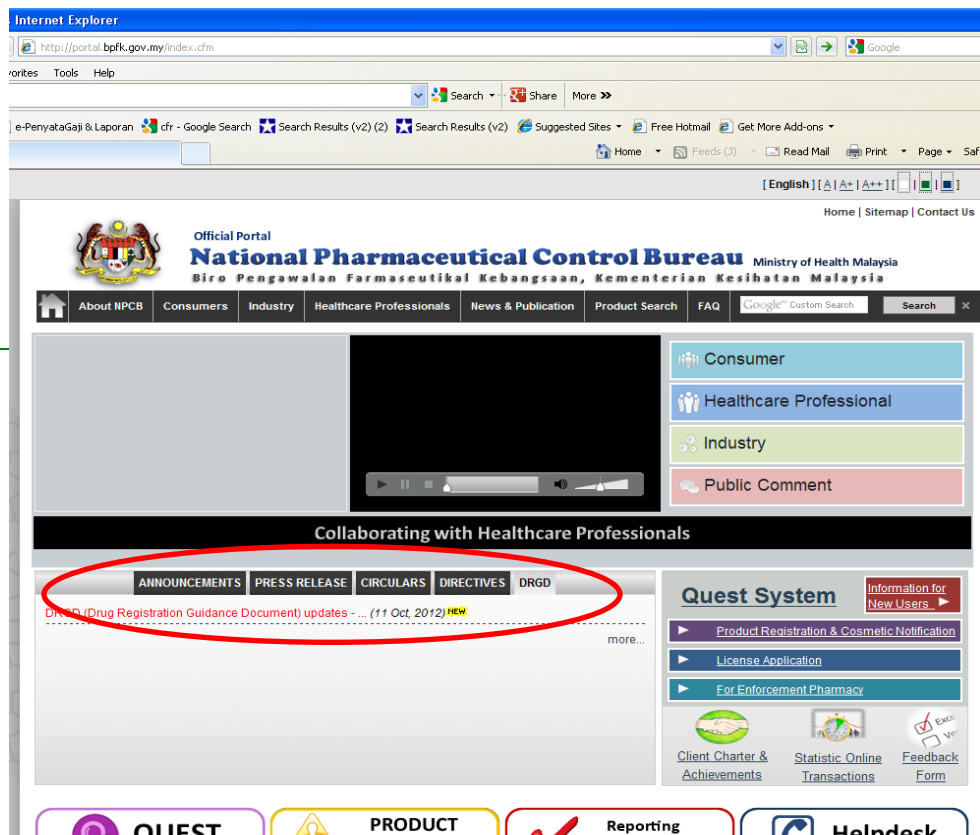 Internet Explorer
http://portal.bpfk.gov.my/index.cfm
Google
vorites Tools Help
Search Share More
e-PenyataGaji & Laporan cfr - Google Search Search Results (v2) (2) Search Results (v2) Suggested Sites Free Hotmail Get More Add-ons
Home Feeds (J) Read Mail Print Page Saf
[ English ] [ A | A+ | A++ ] [ | | ]
Home | Sitemap | Contact Us
Official Portal
National Pharmaceutical Control Bureau Ministry of Health Malaysia
Biro Pengawalan Farmaseutikal Kebangsaan, Kementerian Kesihatan Malaysia
About NPCB Consumers Industry Healthcare Professionals News & Publication Product Search FAQ Google™ Custom Search Search ×
Consumer
Healthcare Professional
Industry
Public Comment
Collaborating with Healthcare Professionals
ANNOUNCEMENTS PRESS RELEASE CIRCULARS DIRECTIVES DRGD
DRGD (Drug Registration Guidance Document) updates - ... (11 Oct, 2012) NEW
more...
Quest System
Information for
New Users
Product Registration & Cosmetic Notification
License Application
For Enforcement Pharmacy
Client Charter &
Achievements
Statistic Online
Transactions
Feedback
Form
QUEST
PRODUCT
Reporting
Helpdesk